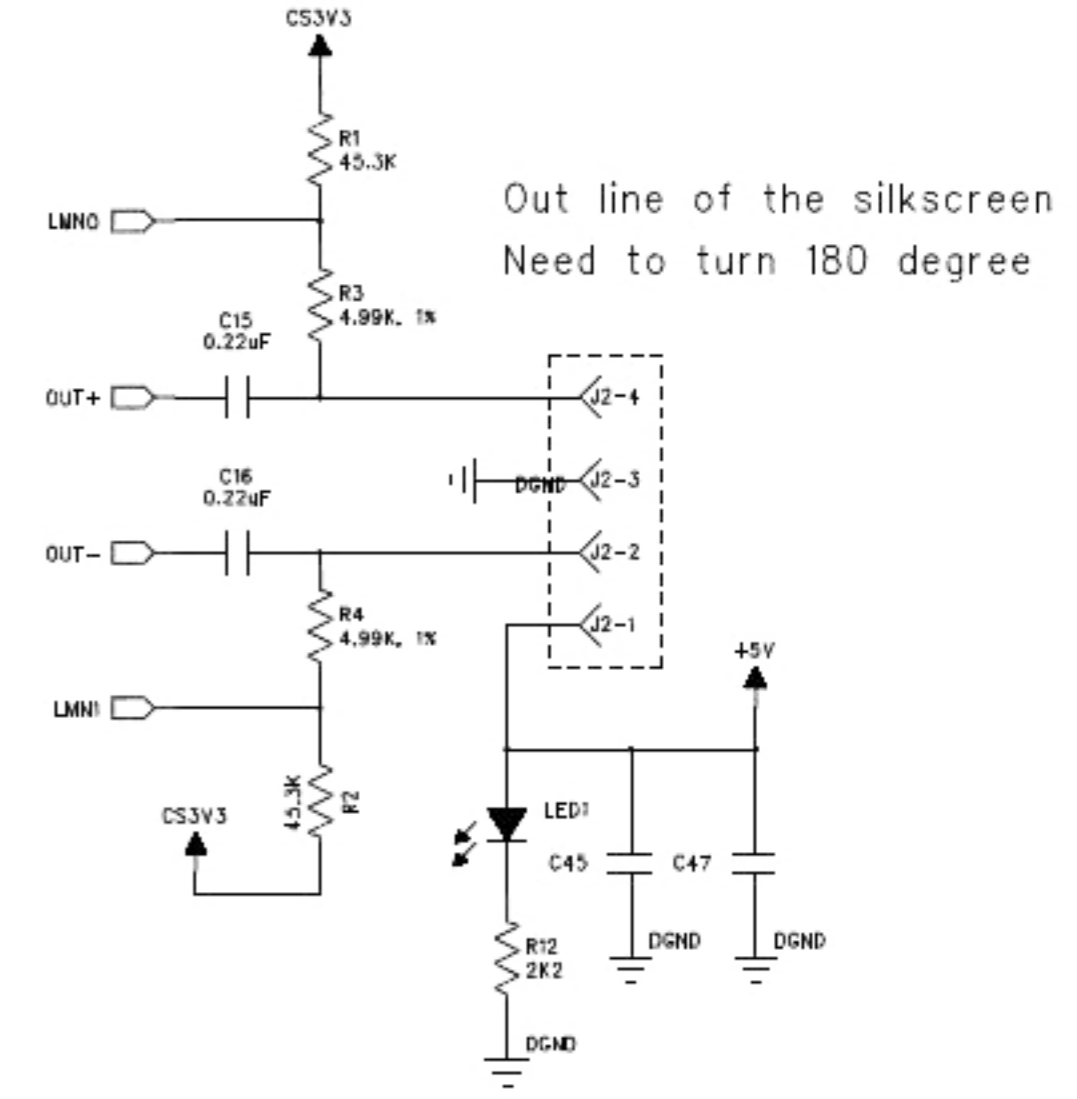 CS3V3
R1
45.3K
Out line of the silkscreen
LMN0
Need to turn 180 degree
R3
4.99K, 1%
C15
0.22uF
OUT+
J2-4
C16
0.22uF
DGND
J2-3
OUT-
J2-2
R4
4.99K, 1%
J2-1
+5V
LMN1
45.3K
R2
CS3V3
LED1
C45
C47
R12
2K2
DGND
DGND
DGND